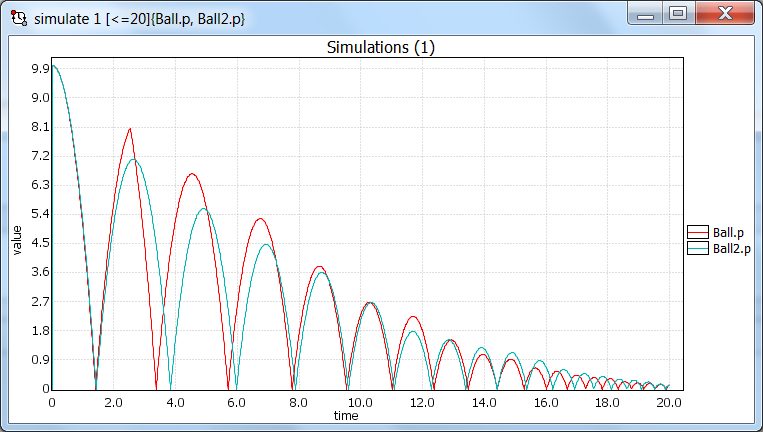 simulate 1 [<=20]{Ball.p, Ball2.p}
Simulations (1)
9.9
9.0
8.1
7.2
6.3
5.4
4.5
3.6
2.7
1.8
0.9
0
value
0 2.0 4.0 6.0 8.0 10.0 12.0 14.0 16.0 18.0 20.0
time
Ball.p
Ball2.p